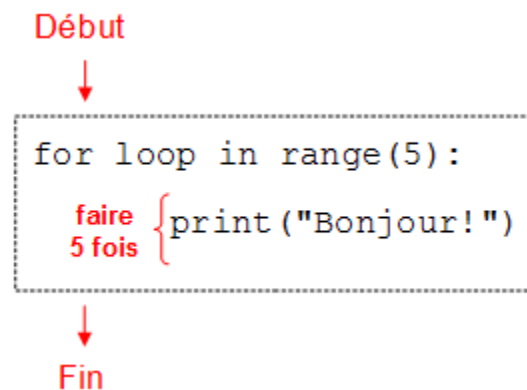 Début
for loop in range(5):
faire
5 fois
print("Bonjour!")
Fin